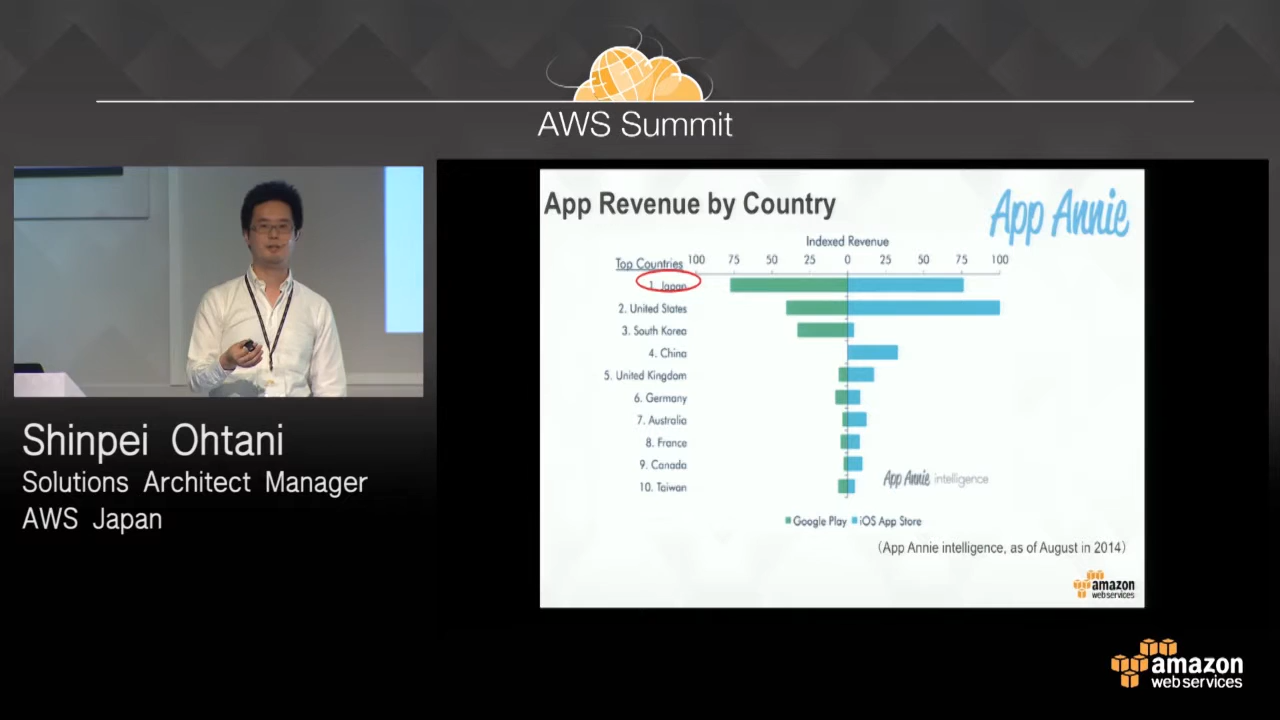 AWS Summit
Shinpei Ohtani
Solutions Architect Manager
AWS Japan
App Revenue by Country
App Annie
Indexed Revenue
Top Countries
100 75 50 25 0 25 50 75 100
1. Japan
2. United States
3. South Korea
4. China
5. United Kingdom
6. Germany
7. Australia
8. France
9. Canada
10. Taiwan
App Annie intelligence
Google Play iOS App Store
(App Annie intelligence, as of August in 2014)
amazon
web services
amazon
web services